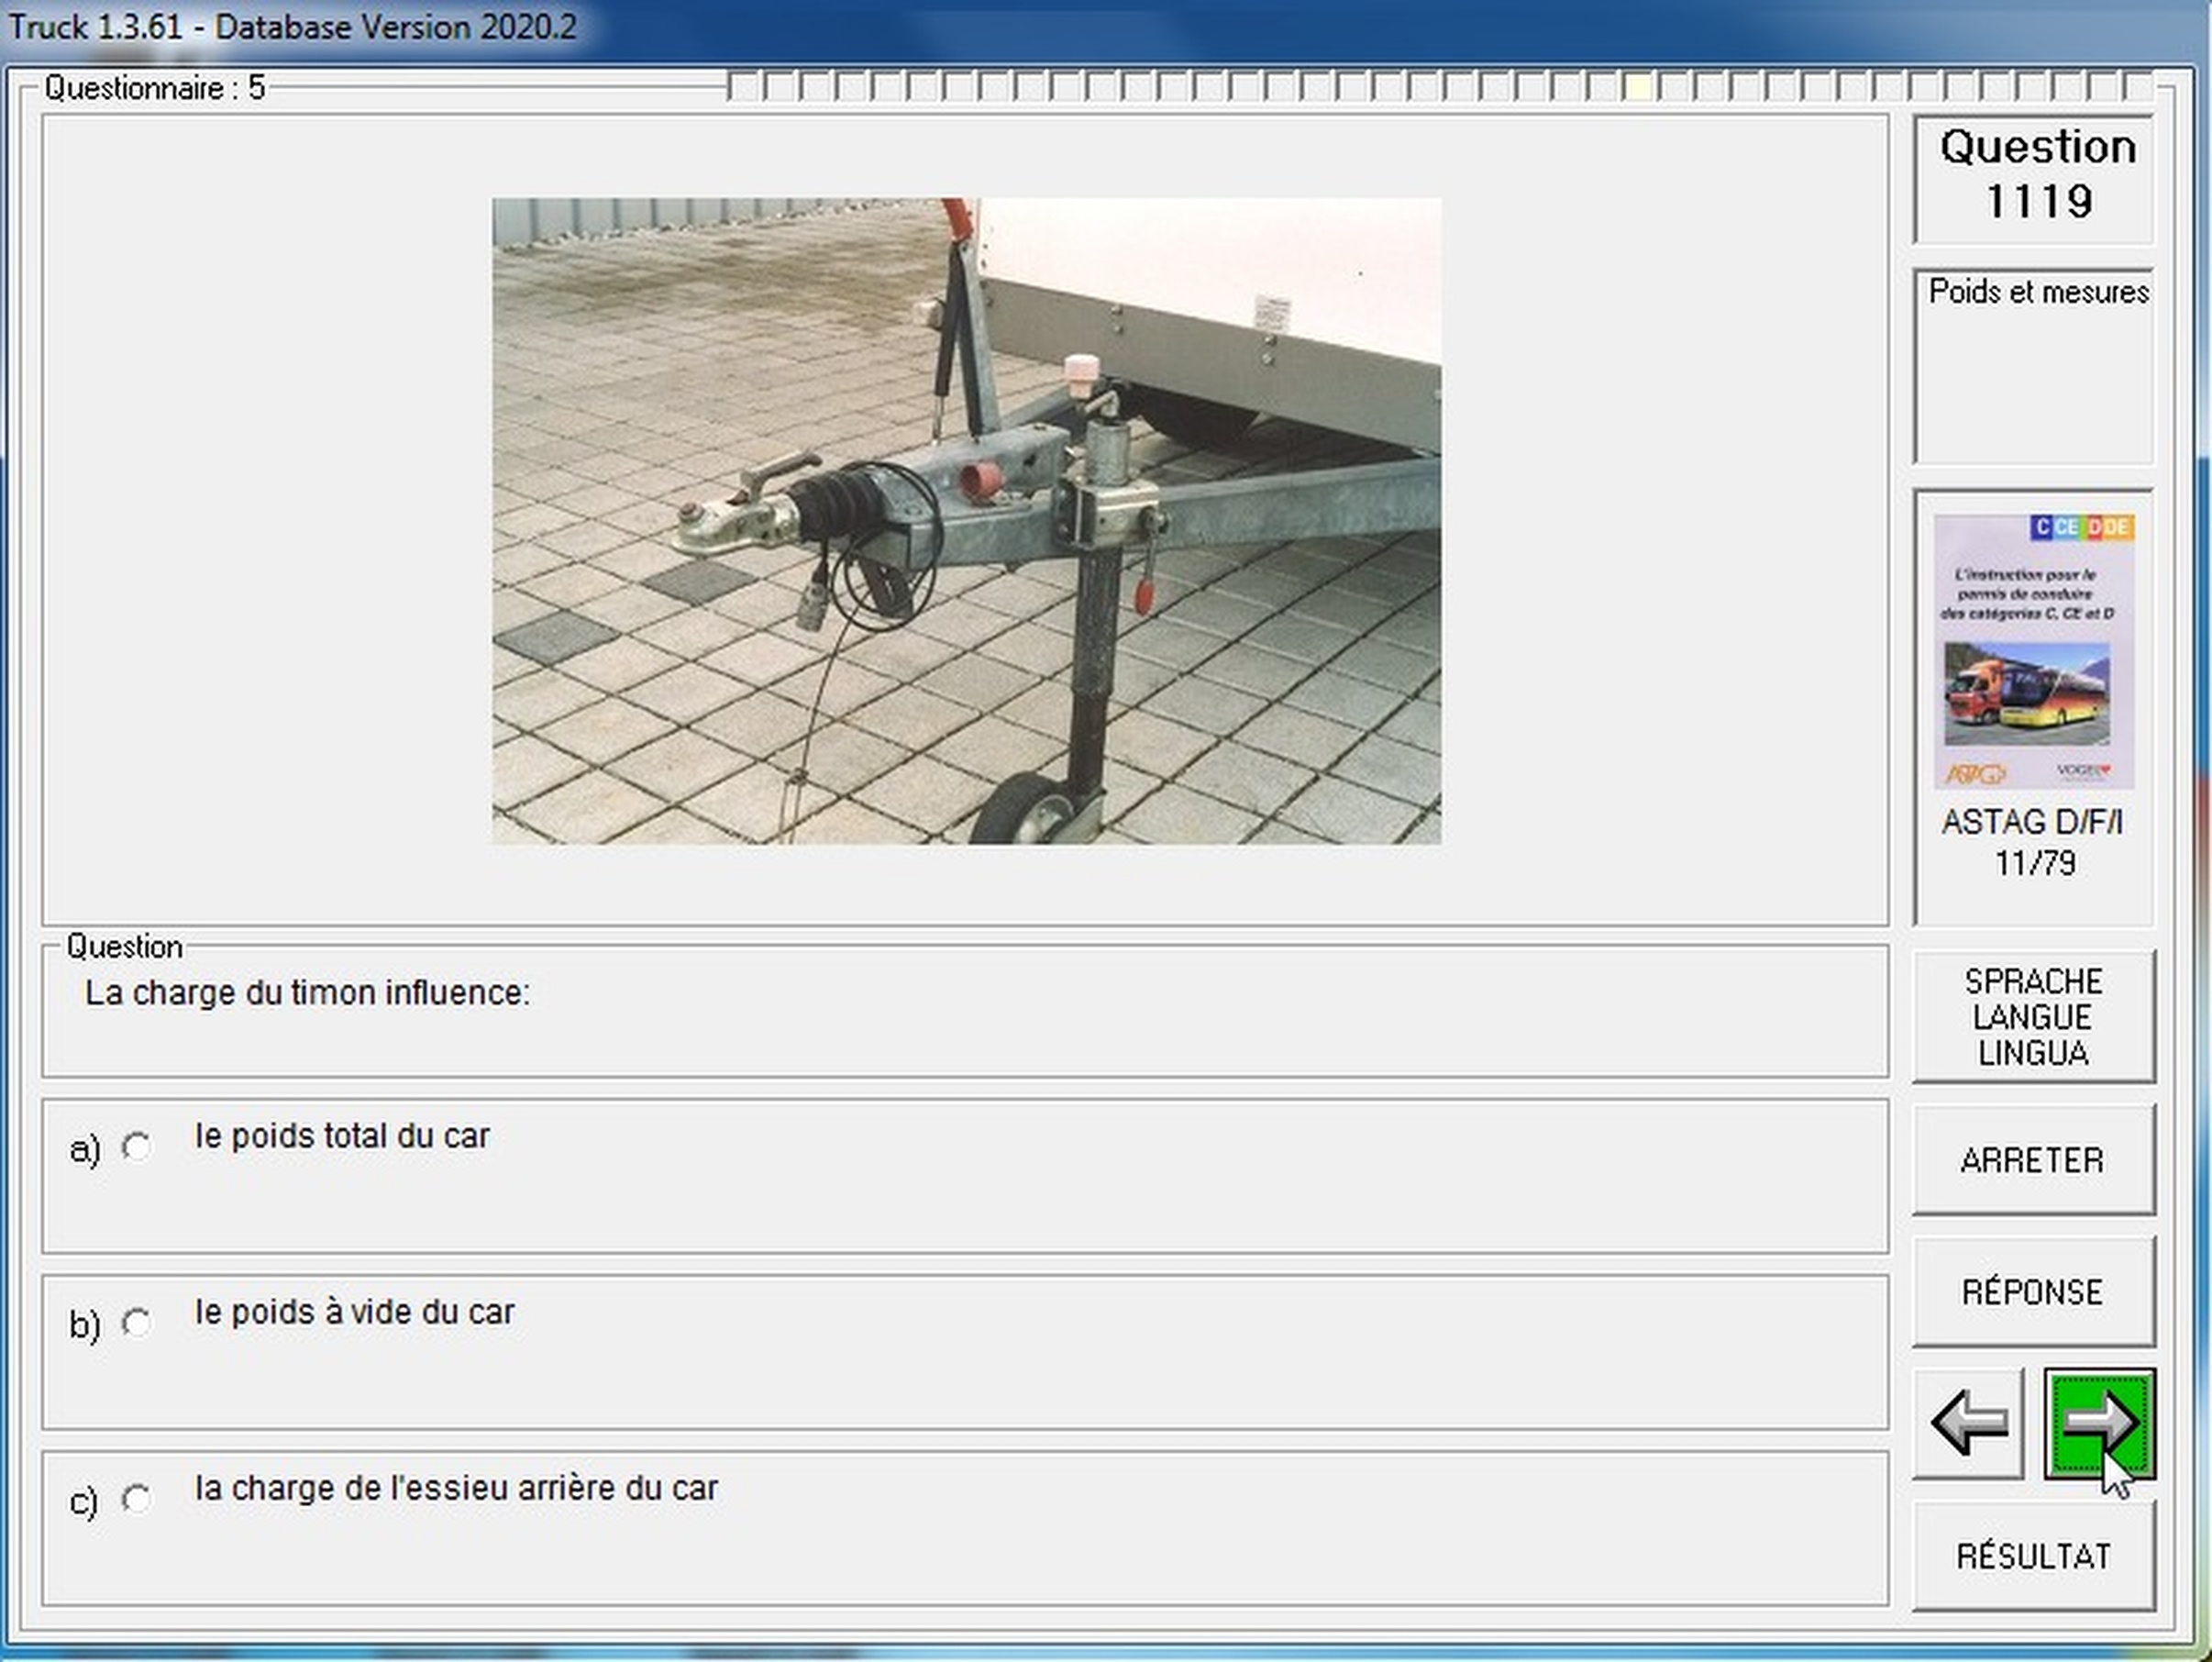 Truck 1.3.61 - Database Version 2020.2
Questionnaire : 5
Question
1119
Poids et mesures
C CE D DE
L'instruction pour le
permis de conduire
des catégories C, CE et D
ASTAG
VOGEL
ASTAG D/F/I
11/79
Question
La charge du timon influence:
a) le poids total du car
b) le poids à vide du car
c) la charge de l'essieu arrière du car
SPRACHE
LANGUE
LINGUA
ARRETER
RÉPONSE
RÉSULTAT